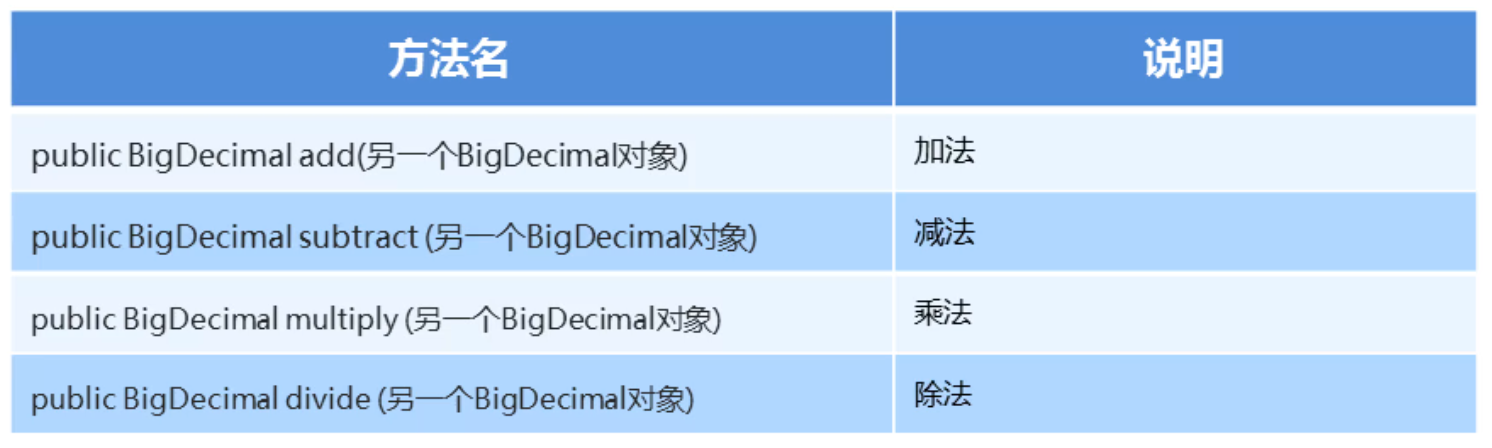 方法名 说明
public BigDecimal add(另一个BigDecimal对象) 加法
public BigDecimal subtract (另一个BigDecimal对象) 减法
public BigDecimal multiply (另一个BigDecimal对象) 乘法
public BigDecimal divide (另一个BigDecimal对象) 除法